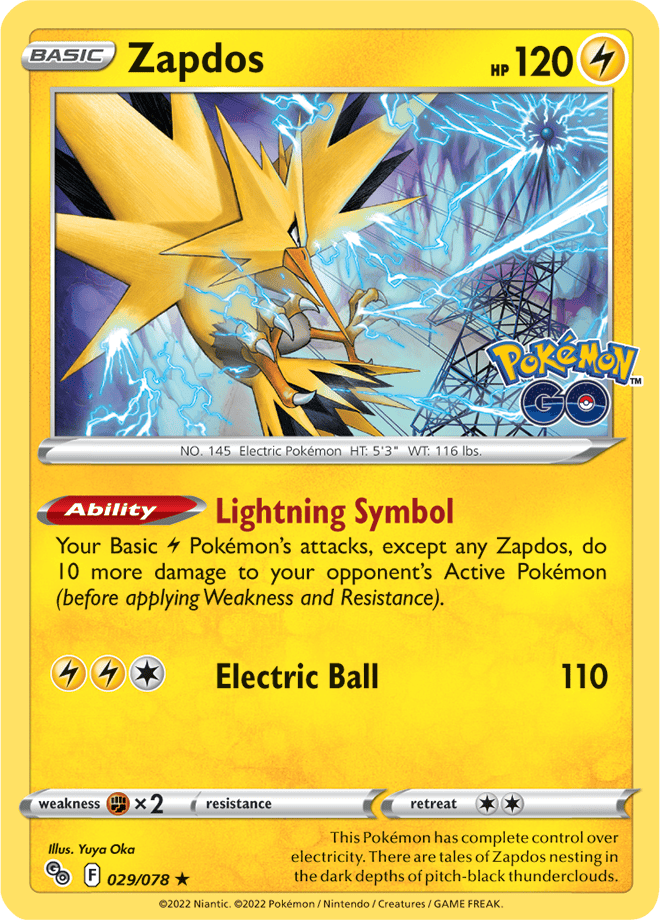 BASIC Zapdos HP 120
POKÉMON TM
GO
NO. 145 Electric Pokémon HT: 5'3" WT: 116 lbs.
Ability Lightning Symbol
Your Basic Pokémon's attacks, except any Zapdos, do
10 more damage to your opponent's Active Pokémon
(before applying Weakness and Resistance).
Electric Ball 110
weakness ×2 resistance retreat
Illus. Yuya Oka
GO F 029/078 ★
This Pokémon has complete control over
electricity. There are tales of Zapdos nesting in
the dark depths of pitch-black thunderclouds.
©2022 Niantic. ©2022 Pokémon / Nintendo / Creatures / GAME FREAK.